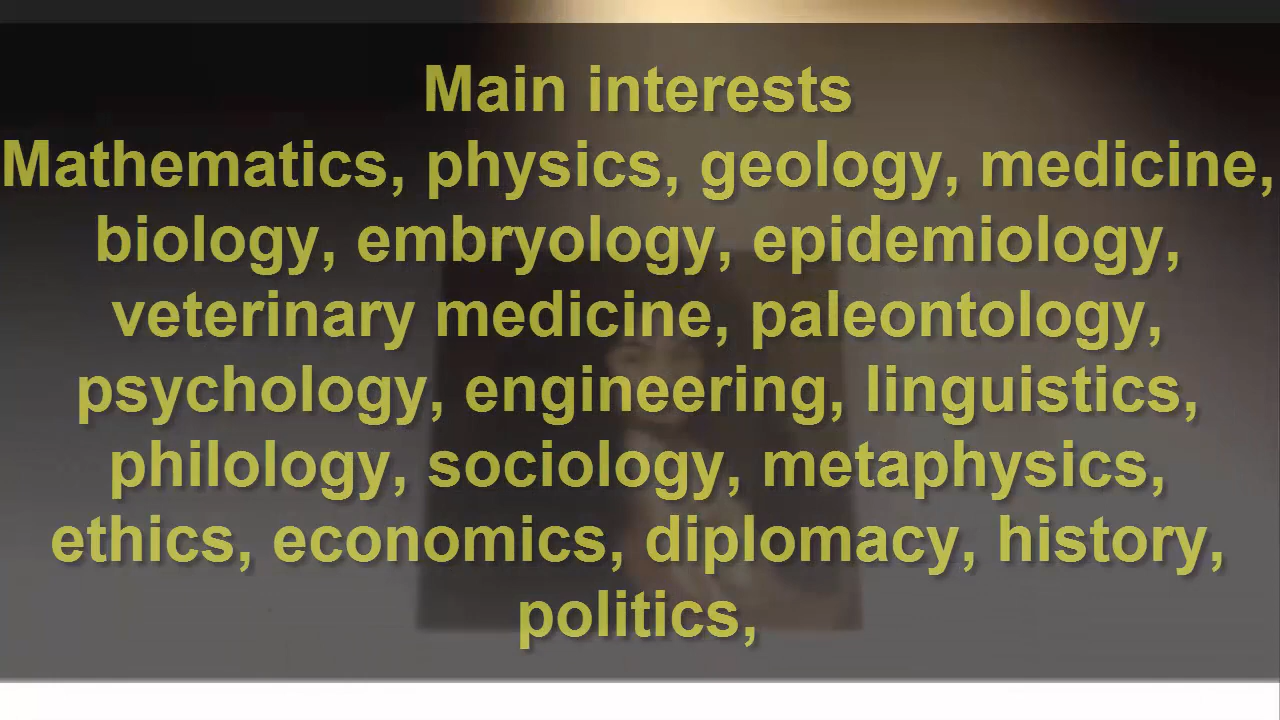 Main interests
Mathematics, physics, geology, medicine,
biology, embryology, epidemiology,
veterinary medicine, paleontology,
psychology, engineering, linguistics,
philology, sociology, metaphysics,
ethics, economics, diplomacy, history,
politics,